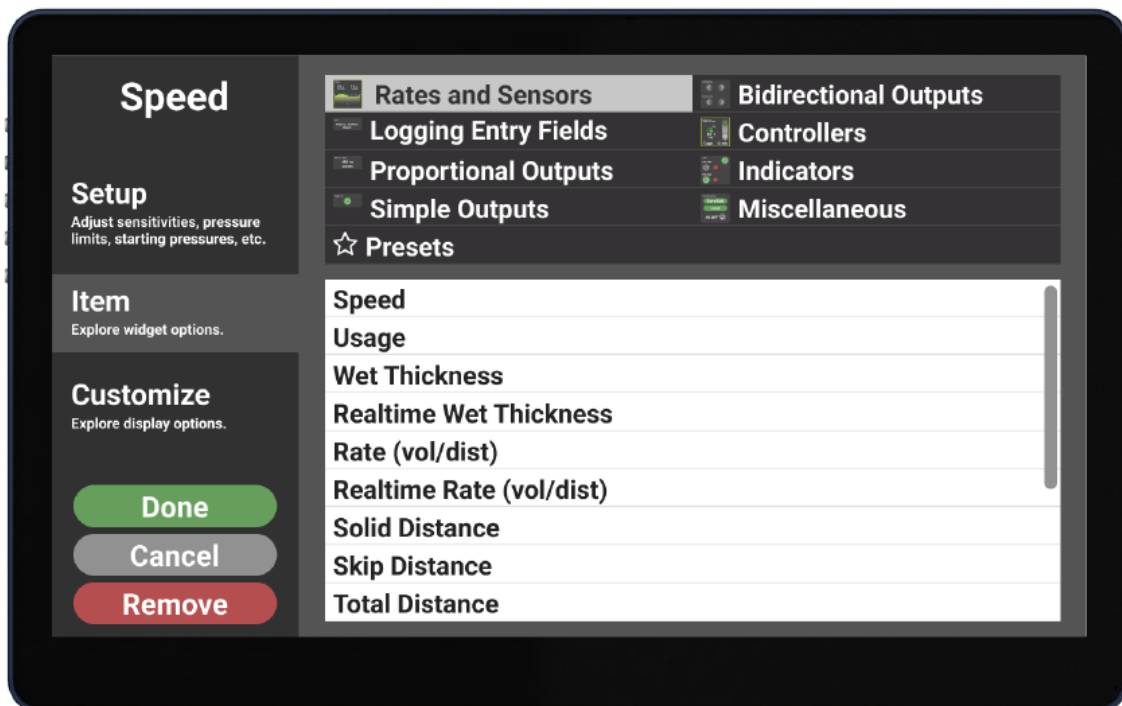 Speed
Setup
Adjust sensitivities, pressure
limits, starting pressures, etc.
Item
Explore widget options.
Customize
Explore display options.
Done
Cancel
Remove
Rates and Sensors
Bidirectional Outputs
Logging Entry Fields
Controllers
Proportional Outputs
Indicators
Simple Outputs
Miscellaneous
Presets
Speed
Usage
Wet Thickness
Realtime Wet Thickness
Rate (vol/dist)
Realtime Rate (vol/dist)
Solid Distance
Skip Distance
Total Distance